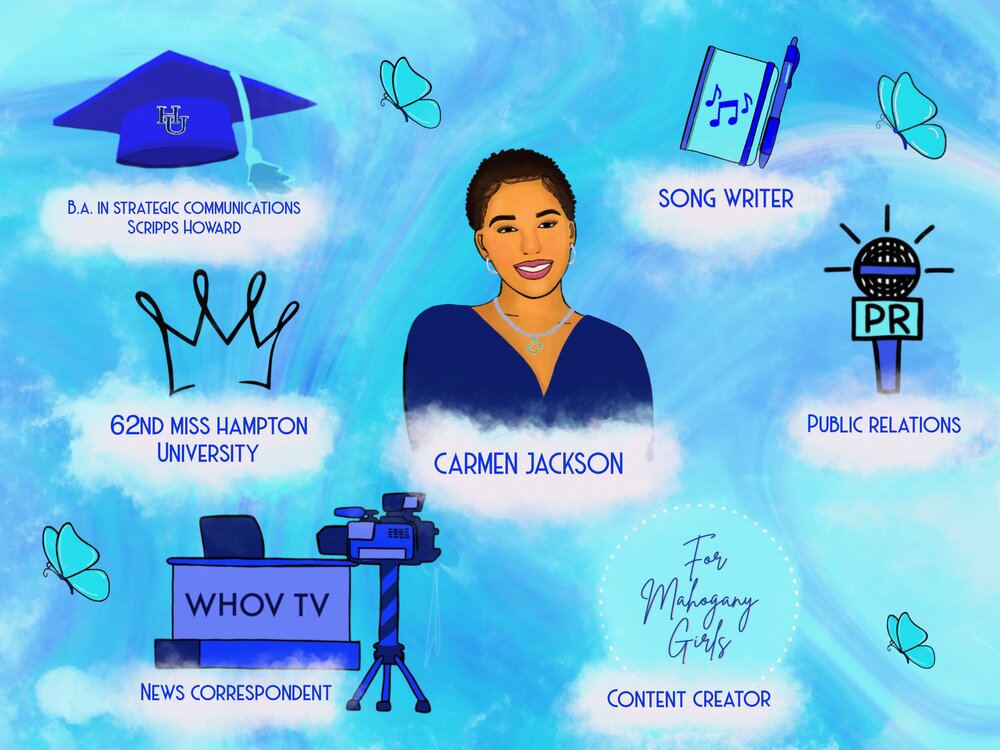 HU
B.A. IN STRATEGIC COMMUNICATIONS
SCRIPPS HOWARD
SONG WRITER
PR
PUBLIC RELATIONS
62ND MISS HAMPTON
UNIVERSITY
CARMEN JACKSON
WHOV TV
NEWS CORRESPONDENT
For
Mahogany
Girls
CONTENT CREATOR